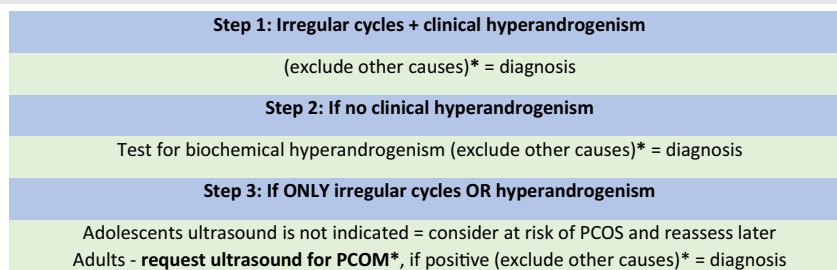 Step 1: Irregular cycles + clinical hyperandrogenism
(exclude other causes)* = diagnosis
Step 2: If no clinical hyperandrogenism
Test for biochemical hyperandrogenism (exclude other causes)* = diagnosis
Step 3: If ONLY irregular cycles OR hyperandrogenism
Adolescents ultrasound is not indicated = consider at risk of PCOS and reassess later
Adults - request ultrasound for PCOM*, if positive (exclude other causes)* = diagnosis